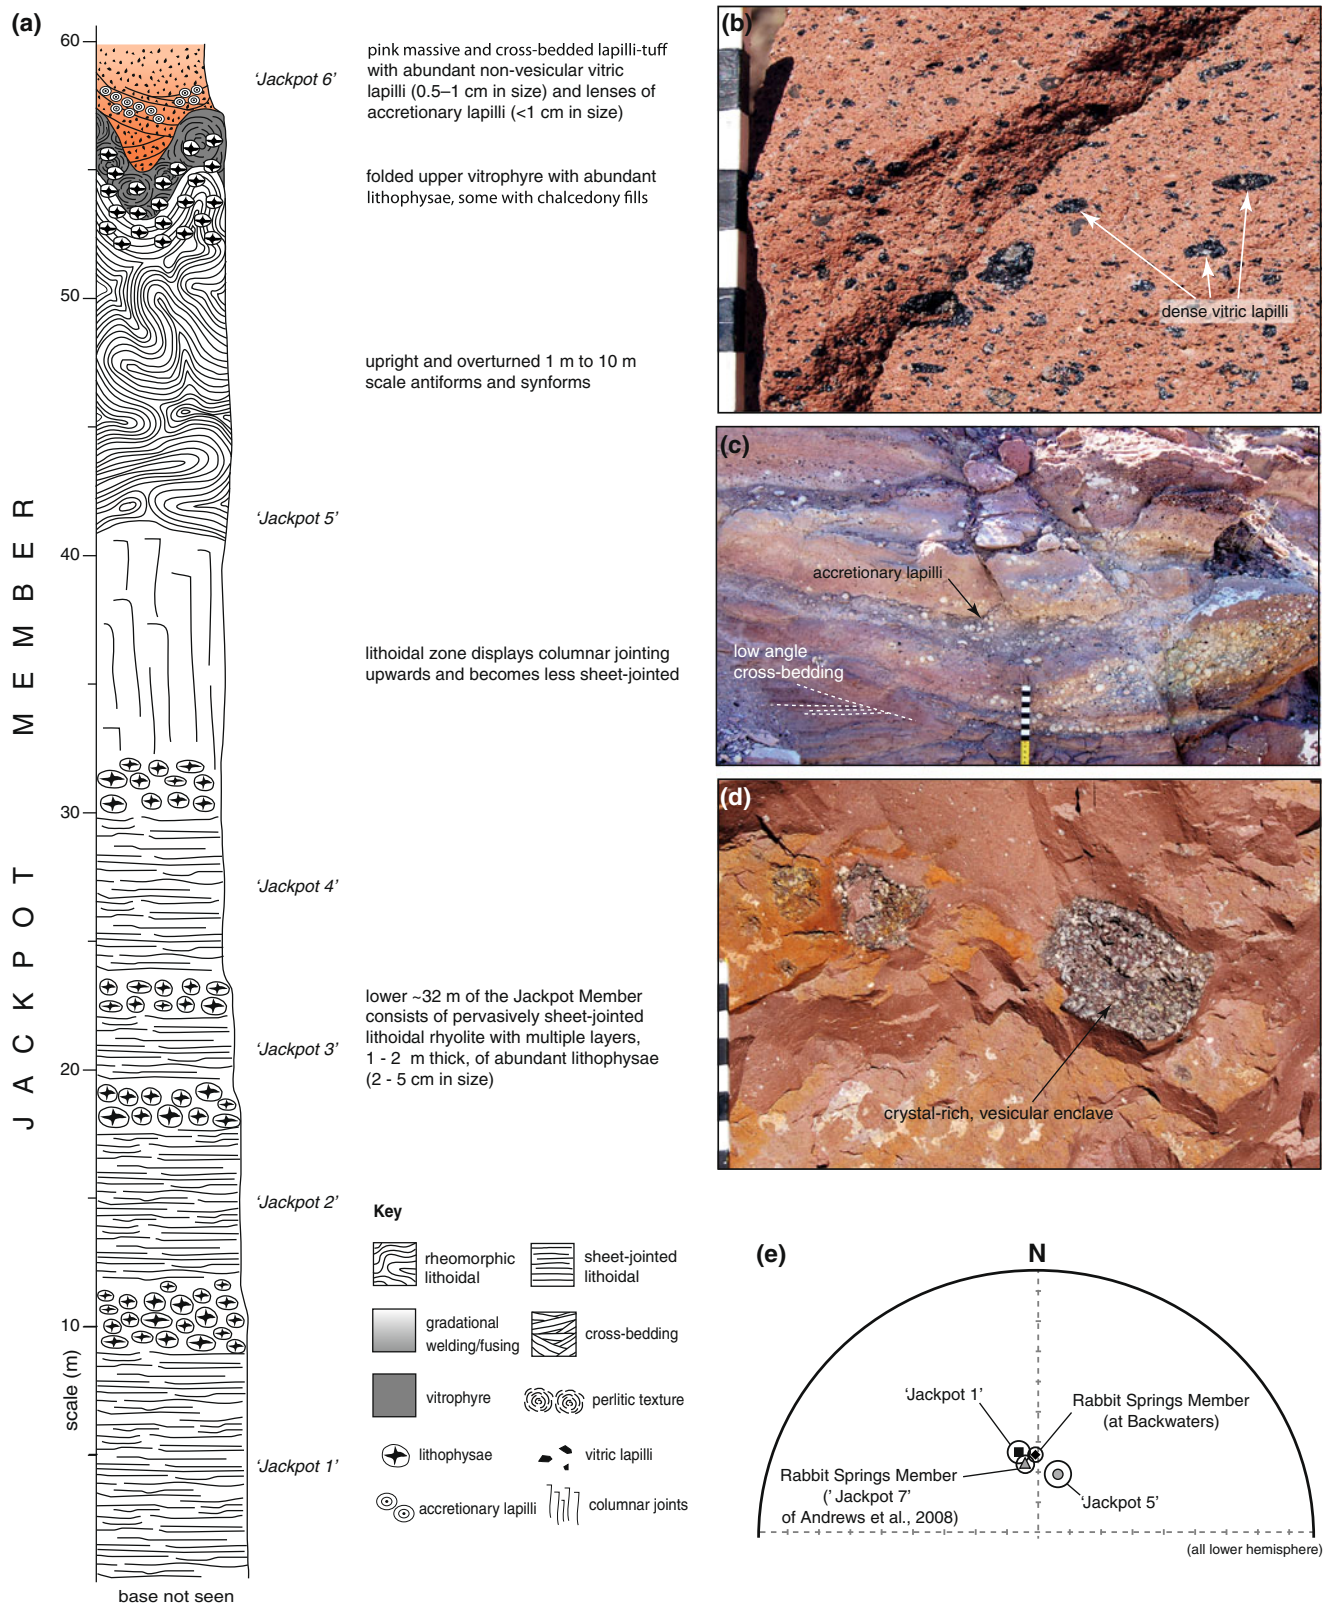 (a)
60
50
40
30
20
10
scale (m)
JACKPOT MEMBER
'Jackpot 6'
'Jackpot 5'
'Jackpot 4'
'Jackpot 3'
'Jackpot 2'
'Jackpot 1'
base not seen
pink massive and cross-bedded lapilli-tuff
with abundant non-vesicular vitric
lapilli (0.5–1 cm in size) and lenses of
accretionary lapilli (<1 cm in size)
folded upper vitrophyre with abundant
lithophysae, some with chalcedony fills
upright and overturned 1 m to 10 m
scale antiforms and synforms
lithoidal zone displays columnar jointing
upwards and becomes less sheet-jointed
lower ~32 m of the Jackpot Member
consists of pervasively sheet-jointed
lithoidal rhyolite with multiple layers,
1 - 2 m thick, of abundant lithophysae
(2 - 5 cm in size)
Key
rheomorphic
lithoidal
sheet-jointed
lithoidal
gradational
welding/fusing
cross-bedding
vitrophyre
perlitic texture
lithophysae
vitric lapilli
accretionary lapilli
columnar joints
(b)
dense vitric lapilli
(c)
accretionary lapilli
low angle
cross-bedding
(d)
crystal-rich, vesicular enclave
(e)
N
'Jackpot 1'
Rabbit Springs Member
(at Backwaters)
Rabbit Springs Member
(' Jackpot 7'
of Andrews et al., 2008)
'Jackpot 5'
(all lower hemisphere)